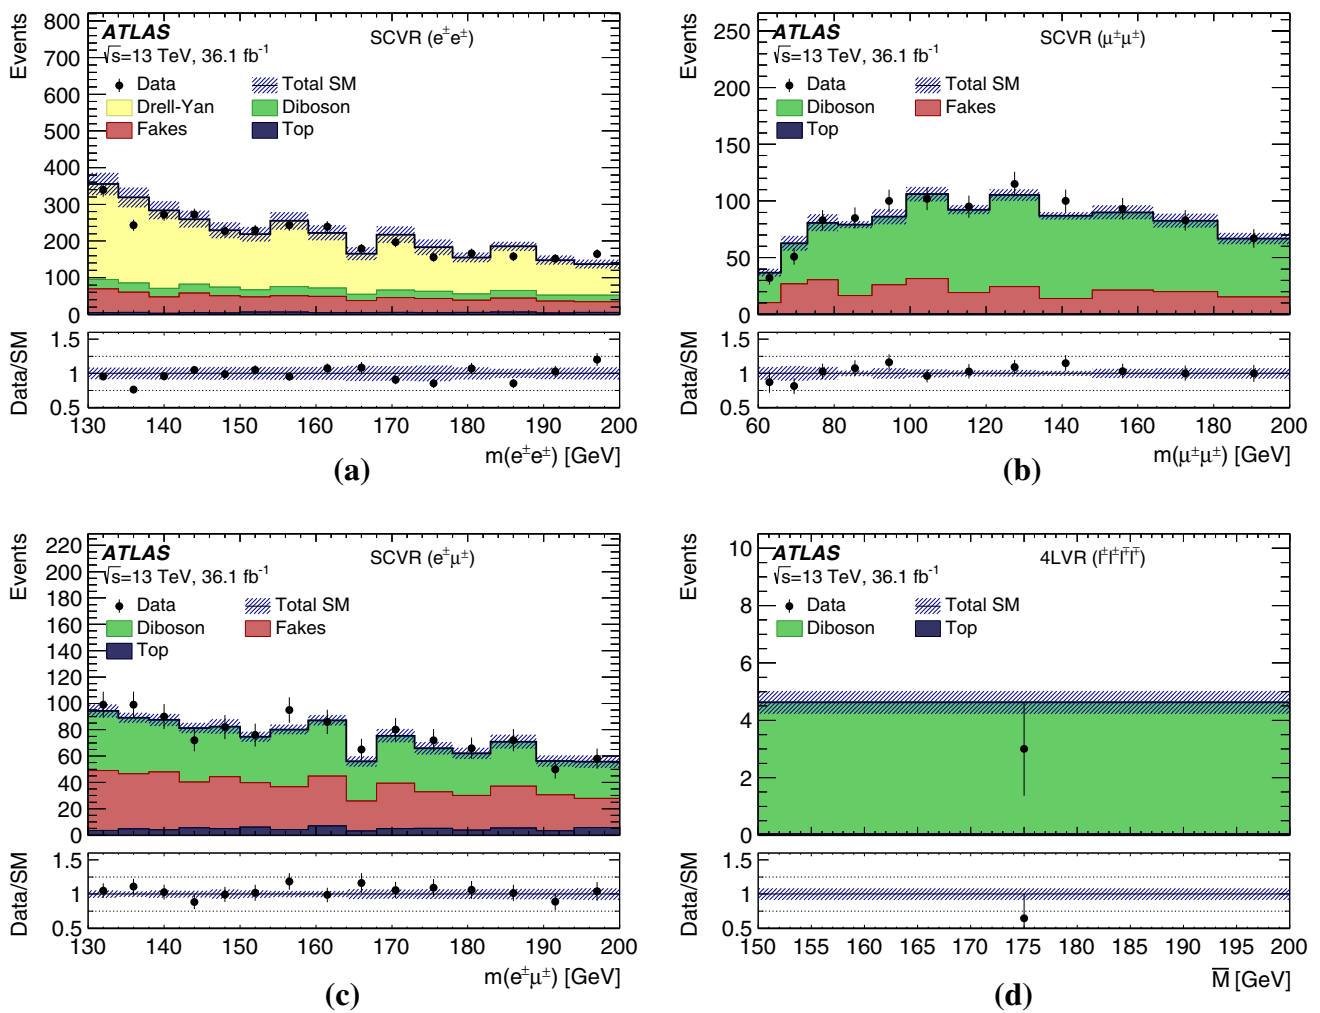 ATLAS
SCVR (e±e±)
√s=13 TeV, 36.1 fb⁻¹
Data
Total SM
Drell-Yan
Diboson
Fakes
Top
Events
800
700
600
500
400
300
200
100
0
Data/SM
1.5
1
0.5
130 140 150 160 170 180 190 200
m(e±e±) [GeV]
(a)
ATLAS
SCVR (μ±μ±)
√s=13 TeV, 36.1 fb⁻¹
Data
Total SM
Diboson
Fakes
Top
Events
250
200
150
100
50
0
Data/SM
1.5
1
0.5
60 80 100 120 140 160 180 200
m(μ±μ±) [GeV]
(b)
ATLAS
SCVR (e±μ±)
√s=13 TeV, 36.1 fb⁻¹
Data
Total SM
Diboson
Fakes
Top
Events
220
200
180
160
140
120
100
80
60
40
20
0
Data/SM
1.5
1
0.5
130 140 150 160 170 180 190 200
m(e±μ±) [GeV]
(c)
ATLAS
4LVR (l±l±l∓l∓)
√s=13 TeV, 36.1 fb⁻¹
Data
Total SM
Diboson
Top
Events
10
8
6
4
2
0
Data/SM
1.5
1
0.5
150 155 160 165 170 175 180 185 190 195 200
M̅ [GeV]
(d)